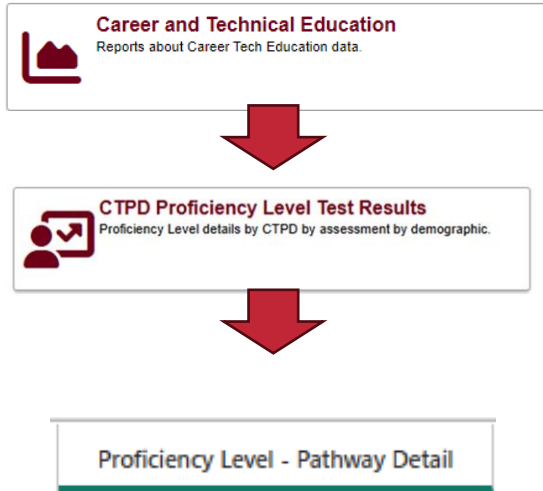 Career and Technical Education
Reports about Career Tech Education data.
CTPD Proficiency Level Test Results
Proficiency Level details by CTPD by assessment by demographic.
Proficiency Level - Pathway Detail